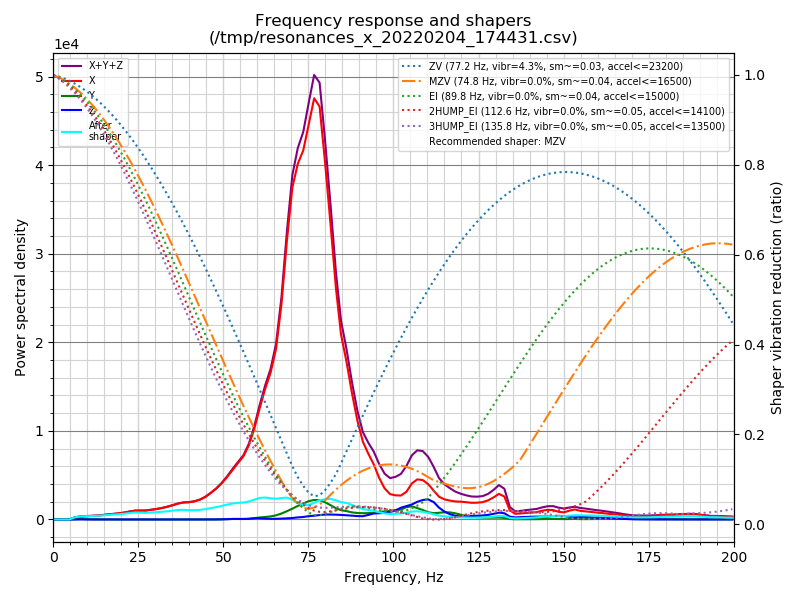 Frequency response and shapers
(/tmp/resonances_x_20220204_174431.csv)
1e4
X+Y+Z
X
Y
Z
After
shaper
ZV (77.2 Hz, vibr=4.3%, sm~=0.03, accel<=23200)
MZV (74.8 Hz, vibr=0.0%, sm~=0.04, accel<=16500)
EI (89.8 Hz, vibr=0.0%, sm~=0.04, accel<=15000)
2HUMP_EI (112.6 Hz, vibr=0.0%, sm~=0.05, accel<=14100)
3HUMP_EI (135.8 Hz, vibr=0.0%, sm~=0.05, accel<=13500)
Recommended shaper: MZV
5
4
3
2
1
0
Power spectral density
1.0
0.8
0.6
0.4
0.2
0.0
Shaper vibration reduction (ratio)
0 25 50 75 100 125 150 175 200
Frequency, Hz